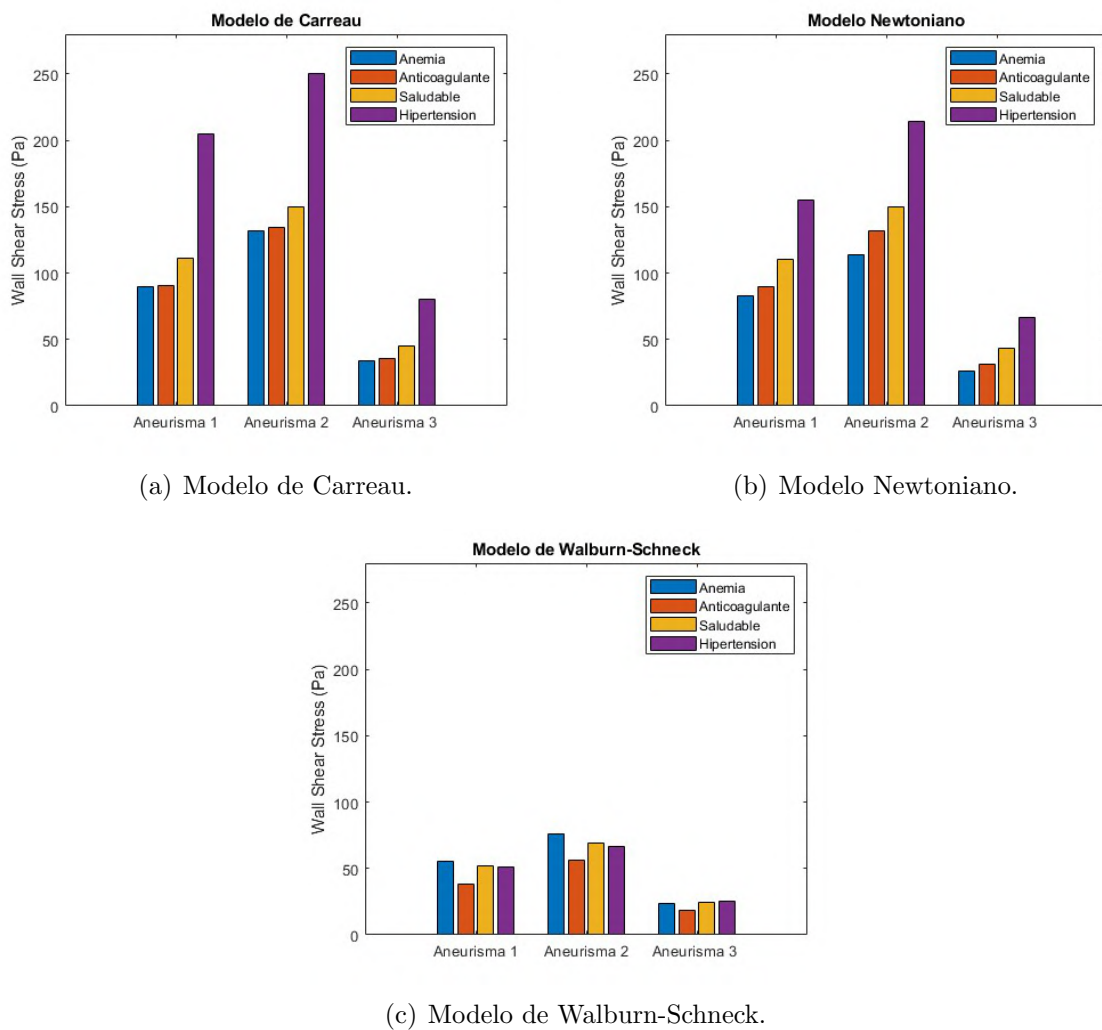 Modelo de Carreau
Wall Shear Stress (Pa)
250
200
150
100
50
0
Anemia
Anticoagulante
Saludable
Hipertension
Aneurisma 1
Aneurisma 2
Aneurisma 3
(a) Modelo de Carreau.
Modelo Newtoniano
Wall Shear Stress (Pa)
250
200
150
100
50
0
Anemia
Anticoagulante
Saludable
Hipertension
Aneurisma 1
Aneurisma 2
Aneurisma 3
(b) Modelo Newtoniano.
Modelo de Walburn-Schneck
Wall Shear Stress (Pa)
250
200
150
100
50
0
Anemia
Anticoagulante
Saludable
Hipertension
Aneurisma 1
Aneurisma 2
Aneurisma 3
(c) Modelo de Walburn-Schneck.